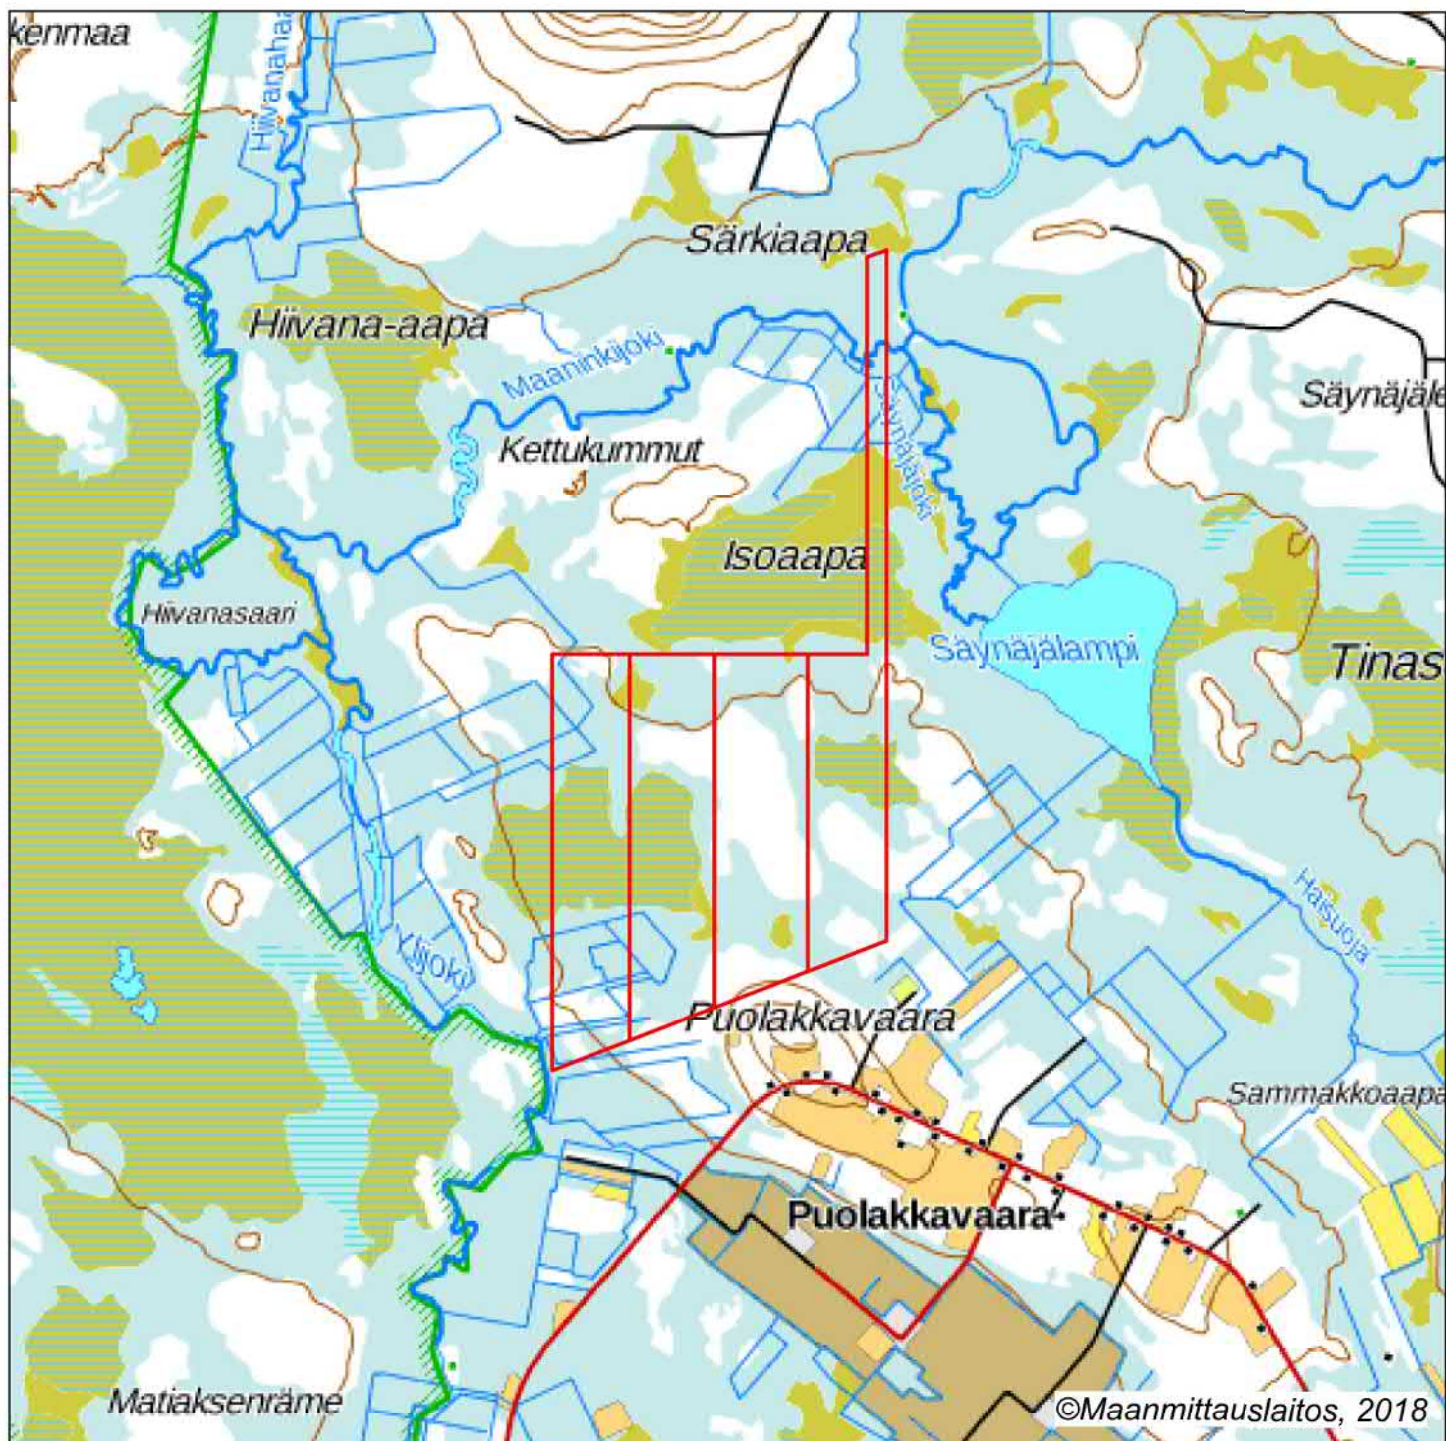 kenmaa
Hiivanahaa
Särkiaapa
Hiivana-aapa
Maaninkijoki
Säynäjäjoki
Säynäjäle
Kettukummut
Isoaapa
Hiivanasaari
Säynäjälampi
Tinas
Haisuoja
Ylijoki
Puolakkavaara
Sammakkoaapa
Puolakkavaara
Matiaksenräme
©Maanmittauslaitos, 2018